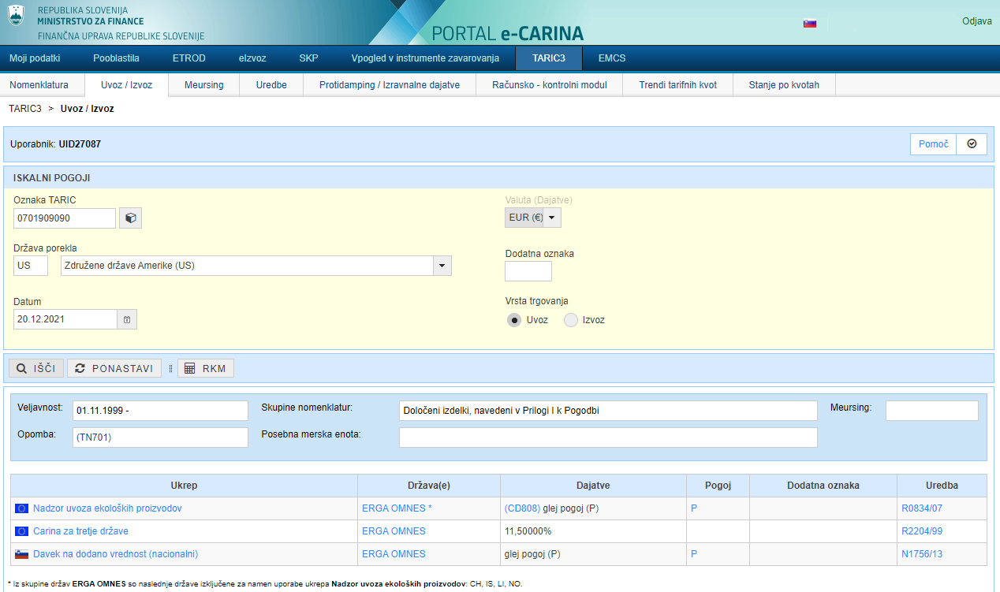 REPUBLIKA SLOVENIJA
MINISTRSTVO ZA FINANCE
FINANČNA UPRAVA REPUBLIKE SLOVENIJE
PORTAL e-CARINA
Odjava
Moji podatki Pooblastila ETROD eIzvoz SKP Vpogled v instrumente zavarovanja TARIC3 EMCS
Nomenklatura Uvoz / Izvoz Meursing Uredbe Protidamping / Izravnalne dajatve Računsko - kontrolni modul Trendi tarifnih kvot Stanje po kvotah
TARIC3 > Uvoz / Izvoz
Uporabnik: UID27087 Pomoč
ISKALNI POGOJI
Oznaka TARIC Valuta (Dajatve)
0701909090 EUR (€)
Država porekla Dodatna oznaka
US Združene države Amerike (US)
Datum Vrsta trgovanja
20.12.2021 Uvoz Izvoz
IŠČI PONASTAVI RKM
Veljavnost: 01.11.1999 - Skupine nomenklatur: Določeni izdelki, navedeni v Prilogi I k Pogodbi Meursing:
Opomba: (TN701) Posebna merska enota:
Ukrep Država(e) Dajatve Pogoj Dodatna oznaka Uredba
Nadzor uvoza ekoloških proizvodov ERGA OMNES * (CD808) glej pogoj (P) P R0834/07
Carina za tretje države ERGA OMNES 11,50000% R2204/99
Davek na dodano vrednost (nacionalni) ERGA OMNES glej pogoj (P) P N1756/13
* Iz skupine držav ERGA OMNES so naslednje države izključene za namen uporabe ukrepa Nadzor uvoza ekoloških proizvodov: CH, IS, LI, NO.